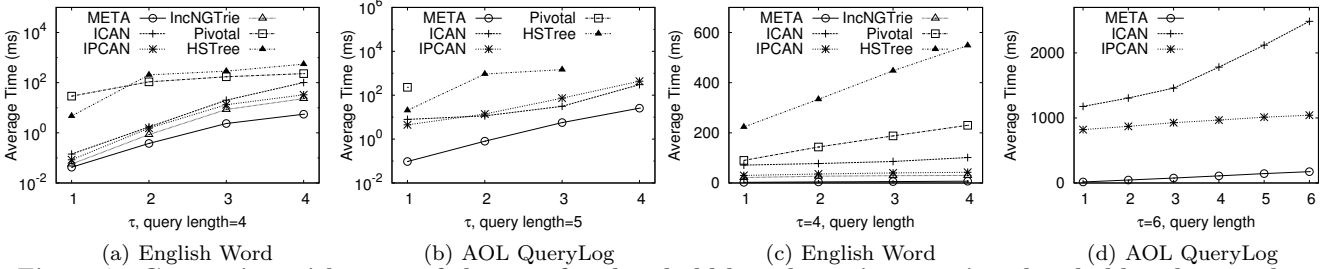 Average Time (ms)
10^4
10^2
10^0
10^-2
META
ICAN
IPCAN
IncNGTrie
Pivotal
HSTree
1 2 3 4
τ, query length=4
(a) English Word
Average Time (ms)
10^6
10^4
10^2
10^0
10^-2
META
ICAN
IPCAN
Pivotal
HSTree
1 2 3 4
τ, query length=5
(b) AOL QueryLog
Average Time (ms)
600
400
200
0
META
ICAN
IPCAN
IncNGTrie
Pivotal
HSTree
1 2 3 4
τ=4, query length
(c) English Word
Average Time (ms)
2000
1000
0
META
ICAN
IPCAN
1 2 3 4 5 6
τ=6, query length
(d) AOL QueryLog